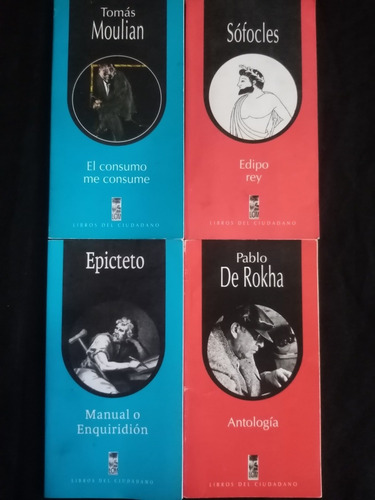 Tomás
Moulian
El consumo
me consume
LIBROS DEL CIUDADANO
Sófocles
Edipo
rey
LIBROS DEL CIUDADANO
Epicteto
Manual o
Enquiridión
LIBROS DEL CIUDADANO
Pablo
De Rokha
Antología
LIBROS DEL CIUDADANO